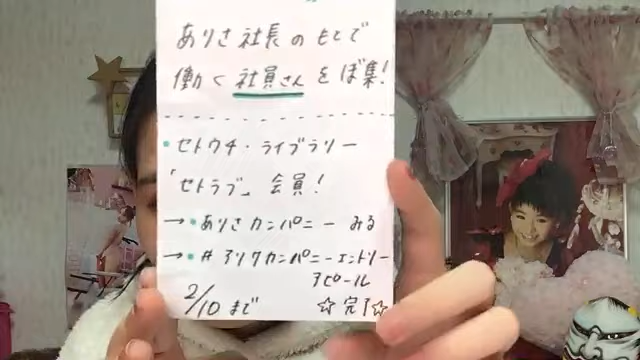 ありさ社長のもとで
働く社員さんをぼ集!
・セトウチ・ライブラリー
「セトラブ」会員!
→・ありさカンパニーみる
→・#アリサカンパニーエントリー
アピール
2/10まで ☆完了☆